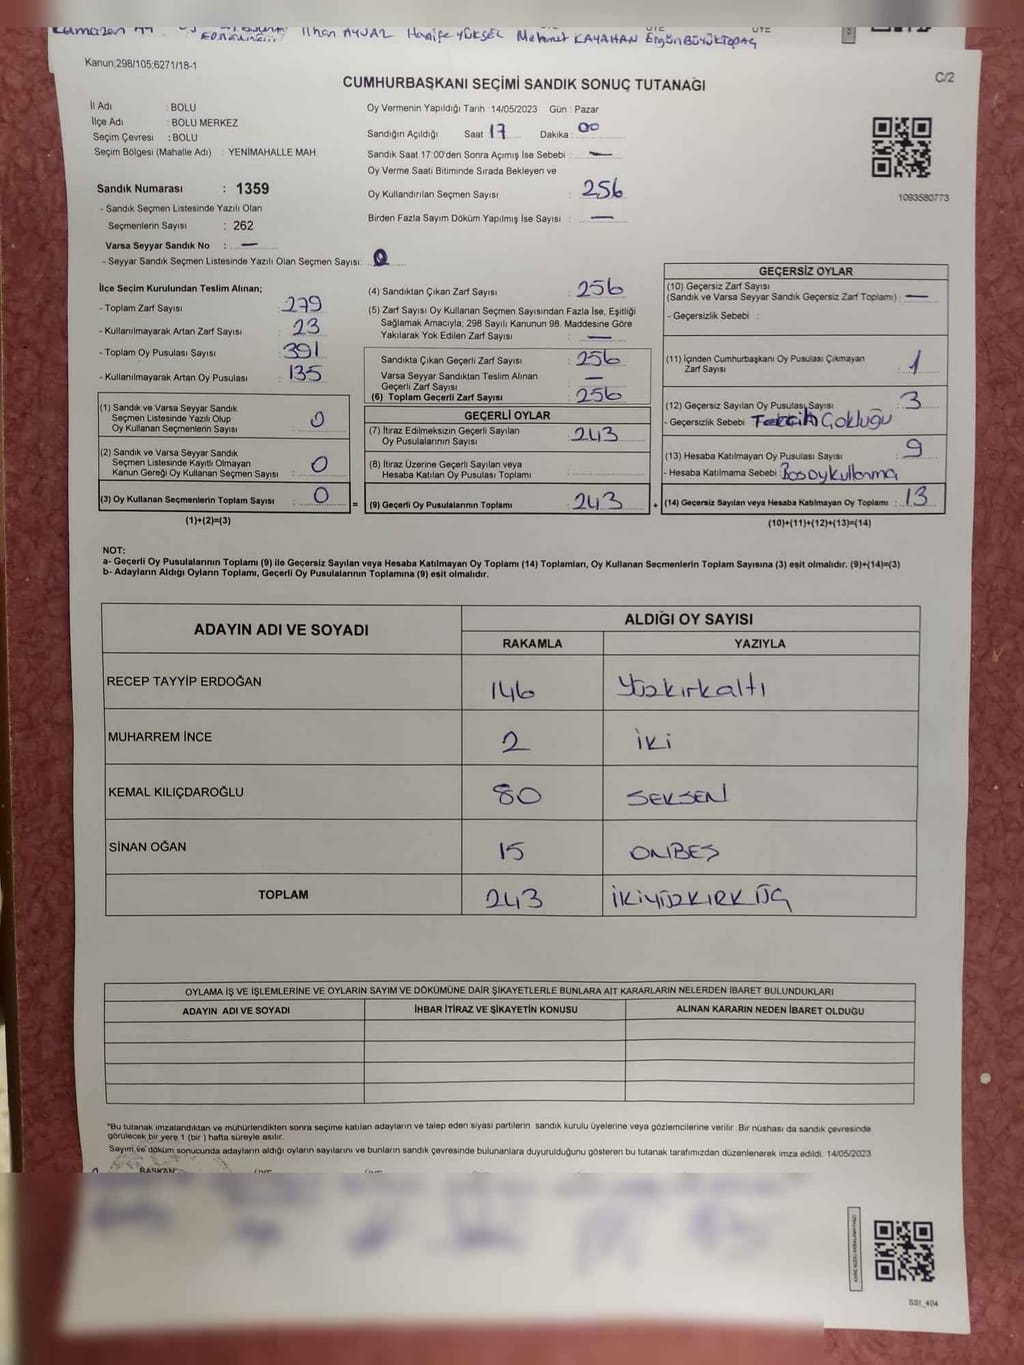 İlhan AYVAL Hanife YÜKSEL Mehmet KAYAHAN Ergün BÜYÜKTOPAÇ
Kanun:298/105;6271/18-1
C/2
CUMHURBAŞKANI SEÇİMİ SANDIK SONUÇ TUTANAĞI
İl Adı : BOLU
İlçe Adı : BOLU MERKEZ
Seçim Çevresi : BOLU
Seçim Bölgesi (Mahalle Adı) : YENİMAHALLE MAH.
Sandık Numarası : 1359
- Sandık Seçmen Listesinde Yazılı Olan
Seçmenlerin Sayısı : 262
Varsa Seyyar Sandık No : —
- Seyyar Sandık Seçmen Listesinde Yazılı Olan Seçmen Sayısı: 0
Oy Vermenin Yapıldığı Tarih : 14/05/2023 Gün : Pazar
Sandığın Açıldığı Saat 17 Dakika : 00
Sandık Saat 17:00'den Sonra Açımış İse Sebebi : —
Oy Verme Saati Bitiminde Sırada Bekleyen ve
Oy Kullandırılan Seçmen Sayısı : 256
Birden Fazla Sayım Döküm Yapılmış İse Sayısı : —
1093580773
İlçe Seçim Kurulundan Teslim Alınan;
- Toplam Zarf Sayısı : 279
- Kullanılmayarak Artan Zarf Sayısı : 23
- Toplam Oy Pusulası Sayısı : 391
- Kullanılmayarak Artan Oy Pusulası : 135
(1) Sandık ve Varsa Seyyar Sandık
Seçmen Listesinde Yazılı Olup
Oy Kullanan Seçmenlerin Sayısı : 0
(2) Sandık ve Varsa Seyyar Sandık
Seçmen Listesinde Kayıtlı Olmayan
Kanun Gereği Oy Kullanan Seçmen Sayısı : 0
(3) Oy Kullanan Seçmenlerin Toplam Sayısı : 0
(1)+(2)=(3)
=
(4) Sandıktan Çıkan Zarf Sayısı : 256
(5) Zarf Sayısı Oy Kullanan Seçmen Sayısından Fazla İse, Eşitliği
Sağlamak Amacıyla; 298 Sayılı Kanunun 98. Maddesine Göre
Yakılarak Yok Edilen Zarf Sayısı : —
Sandıkta Çıkan Geçerli Zarf Sayısı : 256
Varsa Seyyar Sandıktan Teslim Alınan
Geçerli Zarf Sayısı : —
(6) Toplam Geçerli Zarf Sayısı : 256
GEÇERLİ OYLAR
(7) İtiraz Edilmeksizin Geçerli Sayılan
Oy Pusulalarının Sayısı : 243
(8) İtiraz Üzerine Geçerli Sayılan veya
Hesaba Katılan Oy Pusulası Toplamı :
(9) Geçerli Oy Pusulalarının Toplamı : 243
+
GEÇERSİZ OYLAR
(10) Geçersiz Zarf Sayısı
(Sandık ve Varsa Seyyar Sandık Geçersiz Zarf Toplamı) : —
- Geçersizlik Sebebi :
(11) İçinden Cumhurbaşkanı Oy Pusulası Çıkmayan
Zarf Sayısı : 1
(12) Geçersiz Sayılan Oy Pusulası Sayısı : 3
- Geçersizlik Sebebi : Tercih Çokluğu
(13) Hesaba Katılmayan Oy Pusulası Sayısı : 9
- Hesaba Katılmama Sebebi : Boş oy kullanma
(14) Geçersiz Sayılan veya Hesaba Katılmayan Oy Toplamı : 13
(10)+(11)+(12)+(13)=(14)
NOT:
a- Geçerli Oy Pusulalarının Toplamı (9) ile Geçersiz Sayılan veya Hesaba Katılmayan Oy Toplamı (14) Toplamları, Oy Kullanan Seçmenlerin Toplam Sayısına (3) eşit olmalıdır. (9)+(14)=(3)
b- Adayların Aldığı Oyların Toplamı, Geçerli Oy Pusulalarının Toplamına (9) eşit olmalıdır.
ADAYIN ADI VE SOYADI ALDIĞI OY SAYISI
RAKAMLA YAZIYLA
RECEP TAYYİP ERDOĞAN 146 Yüzkırkaltı
MUHARREM İNCE 2 İKİ
KEMAL KILIÇDAROĞLU 80 SEKSEN
SİNAN OĞAN 15 ONBEŞ
TOPLAM 243 İKİYÜZKIRK ÜÇ
OYLAMA İŞ VE İŞLEMLERİNE VE OYLARIN SAYIM VE DÖKÜMÜNE DAİR ŞİKAYETLERLE BUNLARA AİT KARARLARIN NELERDEN İBARET BULUNDUKLARI
ADAYIN ADI VE SOYADI İHBAR İTİRAZ VE ŞİKAYETİN KONUSU ALINAN KARARIN NEDEN İBARET OLDUĞU
"Bu tutanak imzalandıktan ve mühürlendikten sonra seçime katılan adayların ve talep eden siyasi partilerin sandık kurulu üyelerine veya gözlemcilerine verilir. Bir nüshası da sandık çevresinde
görülecek bir yere 1 (bir ) hafta süreyle asılır.
Sayım ve döküm sonucunda adayların aldığı oyların sayılarını ve bunların sandık çevresinde bulunanlara duyurulduğunu gösteren bu tutanak tarafımızdan düzenlenerek imza edildi. 14/05/2023
BAŞKAN
SSI_404